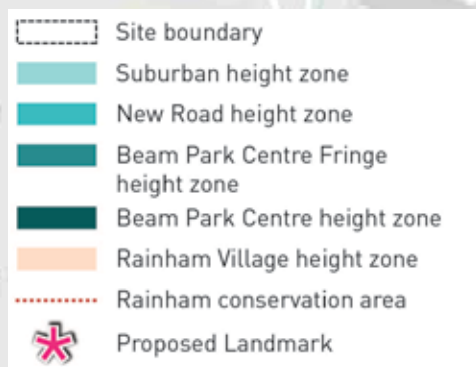 Site boundary
Suburban height zone
New Road height zone
Beam Park Centre Fringe
height zone
Beam Park Centre height zone
Rainham Village height zone
Rainham conservation area
Proposed Landmark